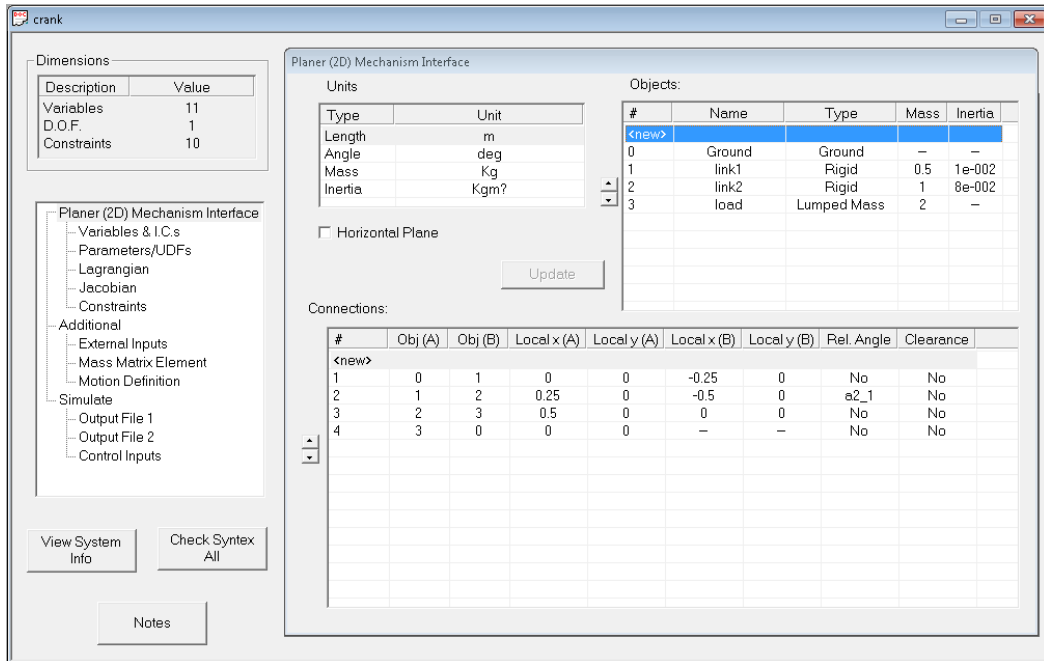 crank
Dimensions
Description Value
Variables 11
D.O.F. 1
Constraints 10
Planer (2D) Mechanism Interface
Variables & I.C.s
Parameters/UDFs
Lagrangian
Jacobian
Constraints
Additional
External Inputs
Mass Matrix Element
Motion Definition
Simulate
Output File 1
Output File 2
Control Inputs
View System
Info
Check Syntex
All
Notes
Planer (2D) Mechanism Interface
Units
Type Unit
Length m
Angle deg
Mass Kg
Inertia Kgm?
Horizontal Plane
Update
Objects:
# Name Type Mass Inertia
<new>
0 Ground Ground – –
1 link1 Rigid 0.5 1e-002
2 link2 Rigid 1 8e-002
3 load Lumped Mass 2 –
Connections:
# Obj (A) Obj (B) Local x (A) Local y (A) Local x (B) Local y (B) Rel. Angle Clearance
<new>
1 0 1 0 0 -0.25 0 No No
2 1 2 0.25 0 -0.5 0 a2_1 No
3 2 3 0.5 0 0 0 No No
4 3 0 0 0 – – No No